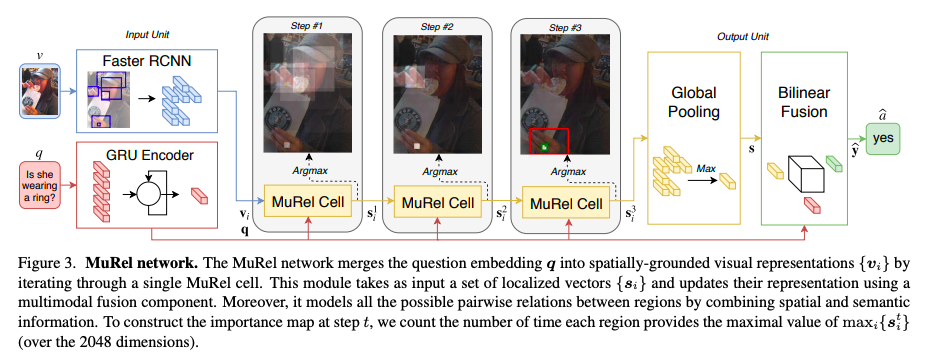 Input Unit
Step #1
Step #2
Step #3
Output Unit
v
Faster RCNN
q
Is she
wearing
a ring?
GRU Encoder
v_i
q
Argmax
MuRel Cell
s_i^1
Argmax
MuRel Cell
s_i^2
Argmax
MuRel Cell
s_i^3
Global
Pooling
Max
s
Bilinear
Fusion
ŷ
â
yes
Figure 3. MuRel network. The MuRel network merges the question embedding q into spatially-grounded visual representations {v_i} by
iterating through a single MuRel cell. This module takes as input a set of localized vectors {s_i} and updates their representation using a
multimodal fusion component. Moreover, it models all the possible pairwise relations between regions by combining spatial and semantic
information. To construct the importance map at step t, we count the number of time each region provides the maximal value of max_i{s_i^t}
(over the 2048 dimensions).